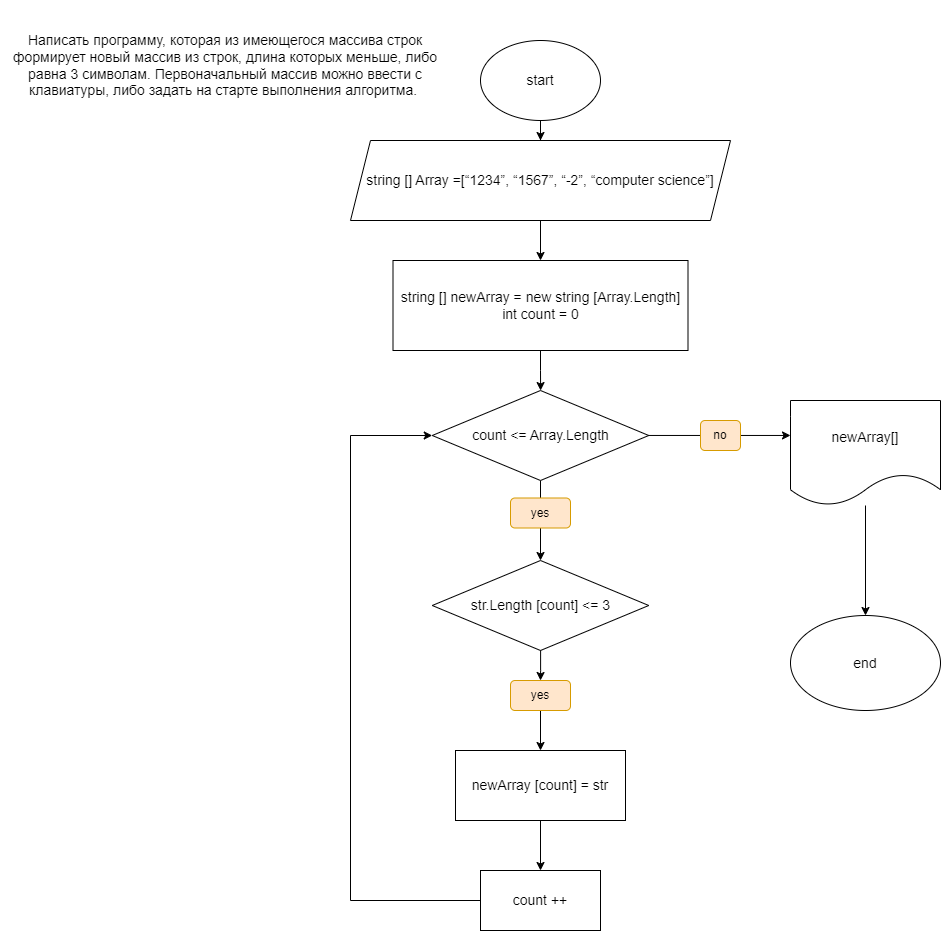 Написать программу, которая из имеющегося массива строк
формирует новый массив из строк, длина которых меньше, либо
равна 3 символам. Первоначальный массив можно ввести с
клавиатуры, либо задать на старте выполнения алгоритма.
start
string [] Array =[“1234”, “1567”, “-2”, “computer science”]
string [] newArray = new string [Array.Length]
int count = 0
count <= Array.Length
no
newArray[]
yes
str.Length [count] <= 3
end
yes
newArray [count] = str
count ++